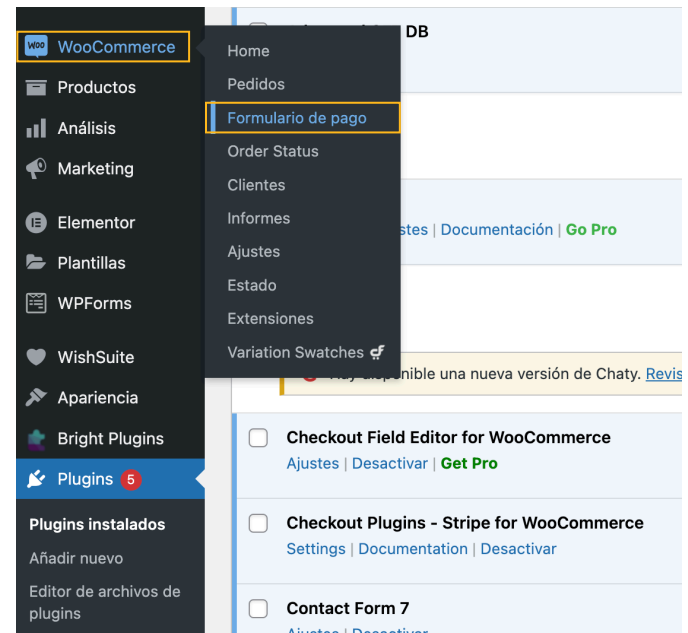 WOO WooCommerce
Productos
Análisis
Marketing
Elementor
Plantillas
WPForms
WishSuite
Apariencia
Bright Plugins
Plugins 5
Plugins instalados
Añadir nuevo
Editor de archivos de
plugins
Home
Pedidos
Formulario de pago
Order Status
Clientes
Informes
Ajustes
Estado
Extensiones
Variation Swatches
DB
| Documentación | Go Pro
una nueva versión de Chaty. Revis
Checkout Field Editor for WooCommerce
Ajustes | Desactivar | Get Pro
Checkout Plugins - Stripe for WooCommerce
Settings | Documentation | Desactivar
Contact Form 7
Ajustes | Desactivar